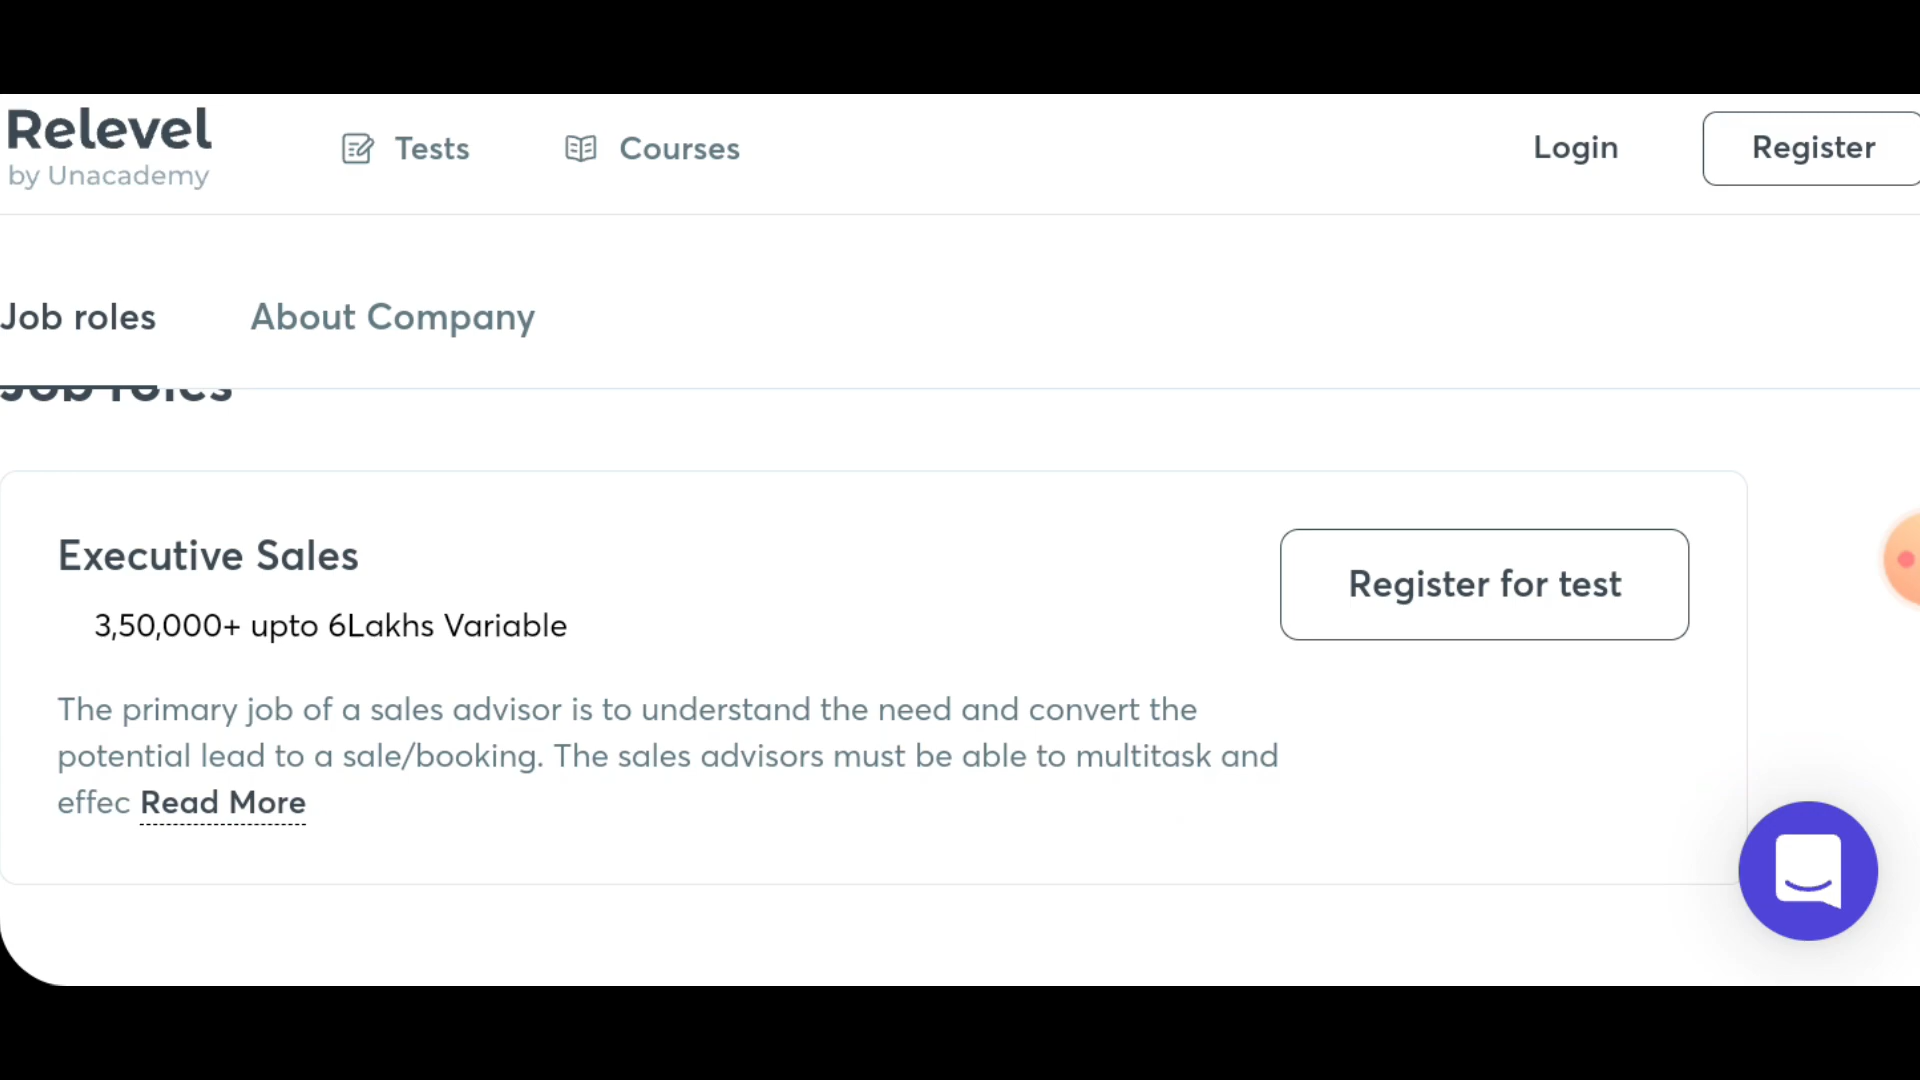 Relevel
by Unacademy
Tests
Courses
Login
Register
Job roles
About Company
Job roles
Executive Sales
3,50,000+ upto 6Lakhs Variable
Register for test
The primary job of a sales advisor is to understand the need and convert the
potential lead to a sale/booking. The sales advisors must be able to multitask and
effec Read More